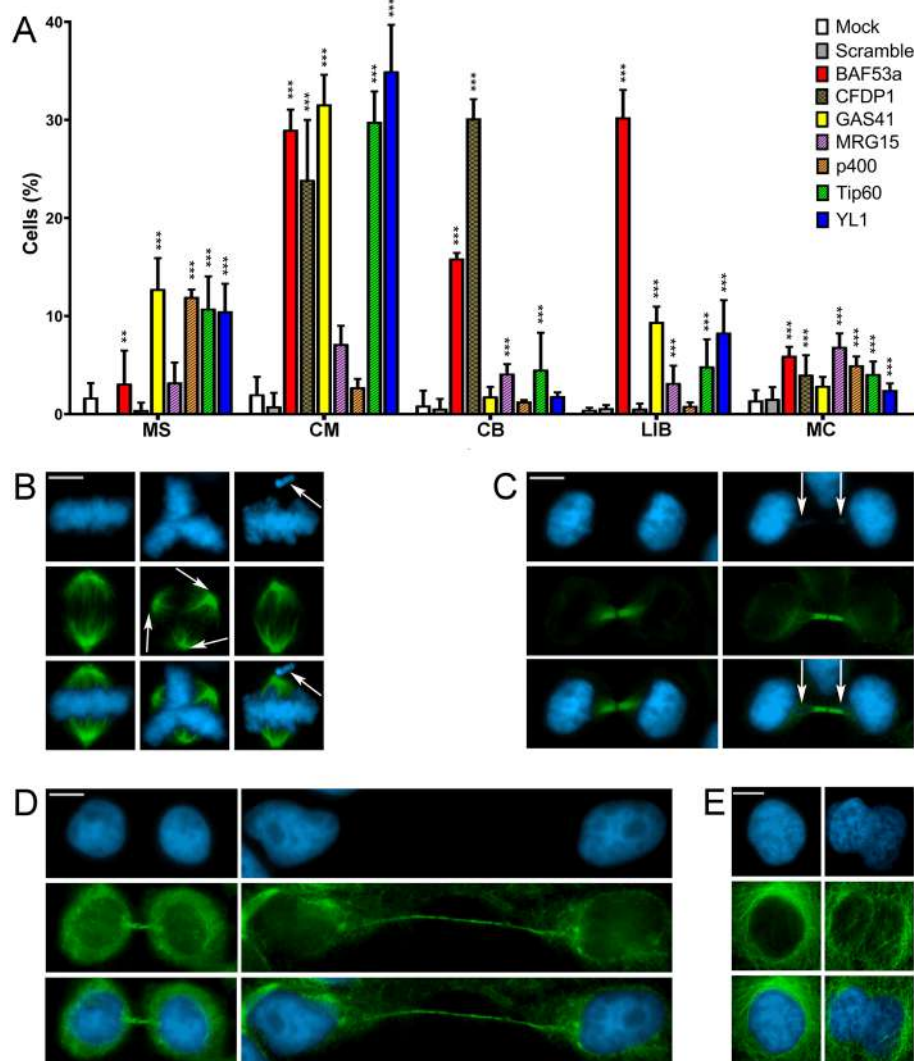 A
40
30
20
10
0
Cells (%)
*** *** *** *** *** *** *** *** *** *** *** *** *** *** *** *** *** *** *** *** *** *** *** ***
**
Mock
Scramble
BAF53a
CFDP1
GAS41
MRG15
p400
Tip60
YL1
MS CM CB LIB MC
B
C
D
E